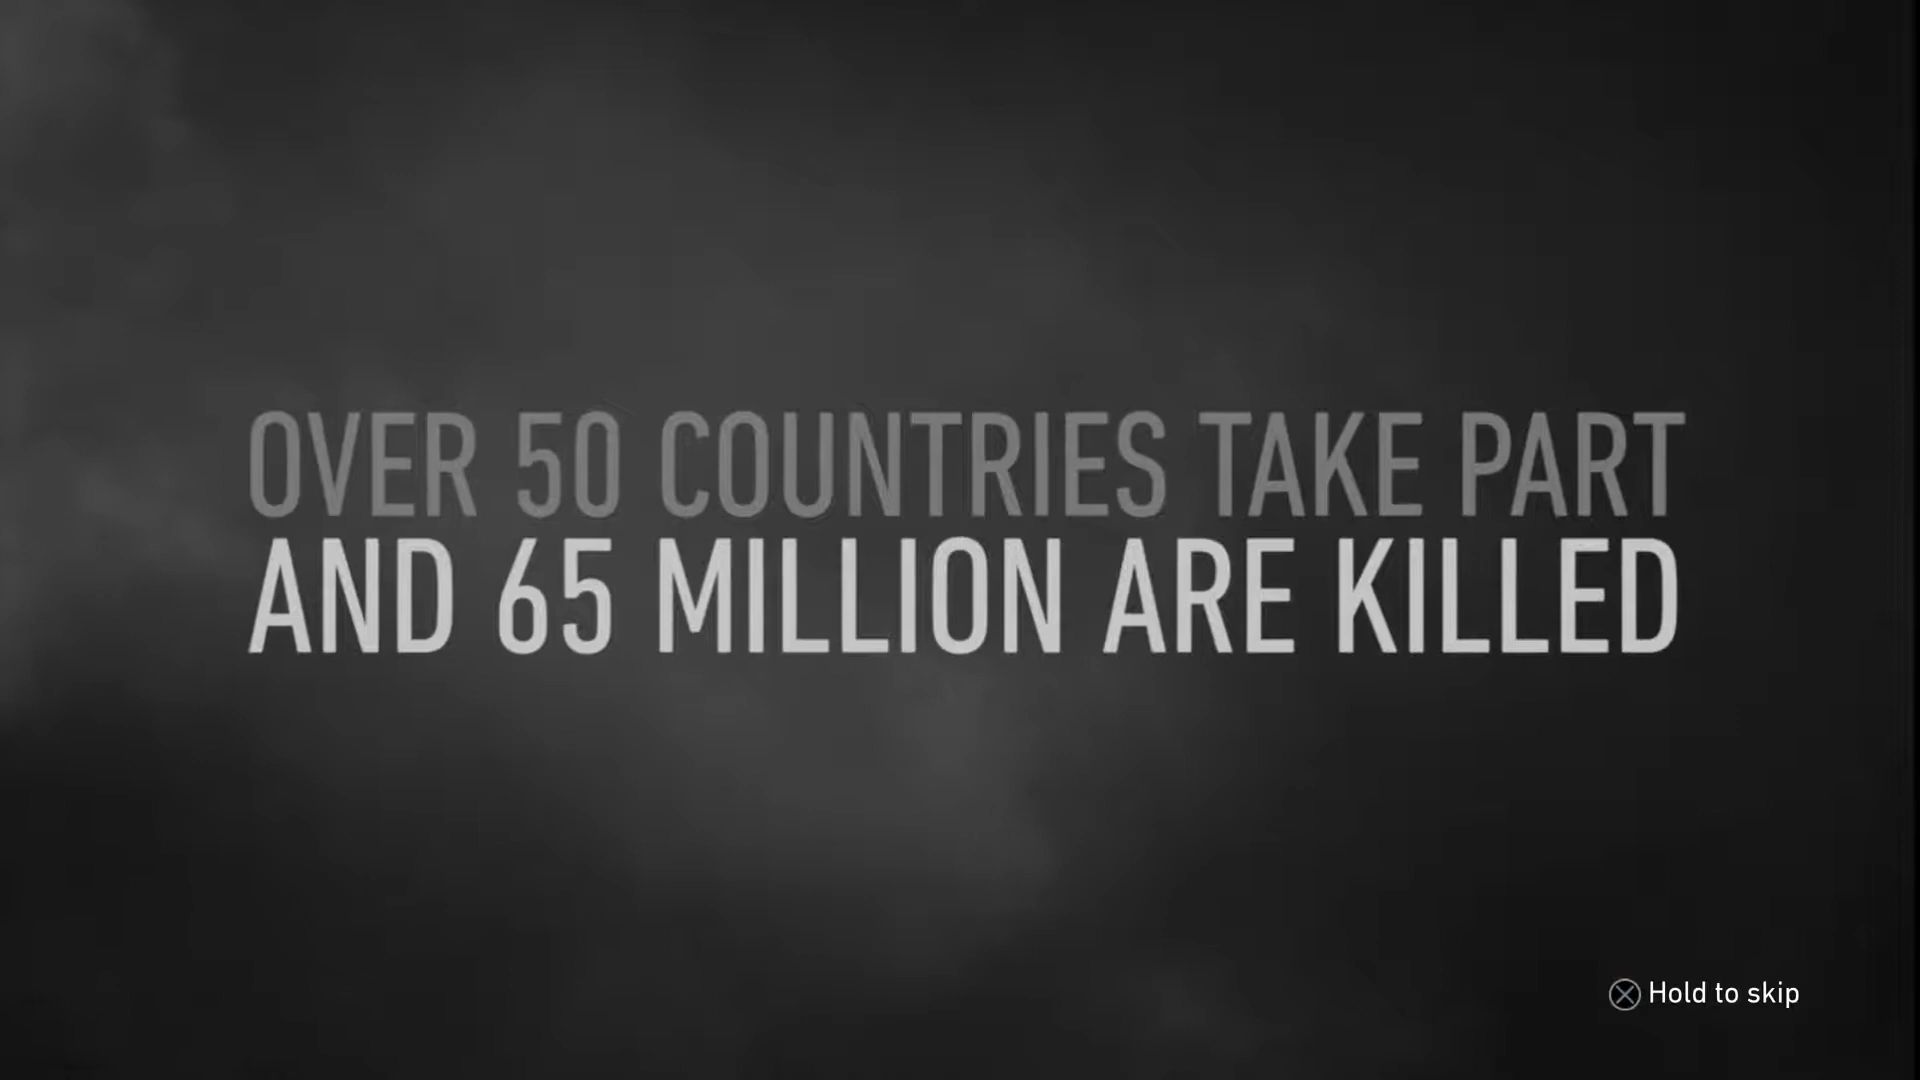 OVER 50 COUNTRIES TAKE PART
AND 65 MILLION ARE KILLED
Hold to skip